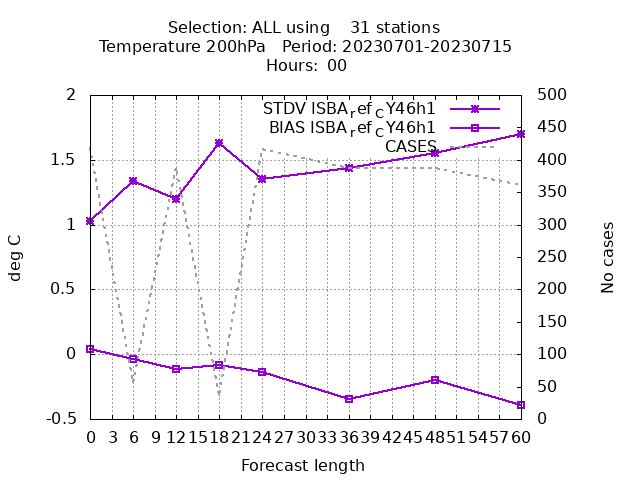 Selection: ALL using    31 stations
Temperature 200hPa   Period: 20230701-20230715
Hours:  00
STDV ISBA_ref_CY46h1
BIAS ISBA_ref_CY46h1
CASES
2
1.5
1
0.5
0
-0.5
deg C
500
450
400
350
300
250
200
150
100
50
0
No cases
0 3 6 9 12 15 18 21 24 27 30 33 36 39 42 45 48 51 54 57 60
Forecast length